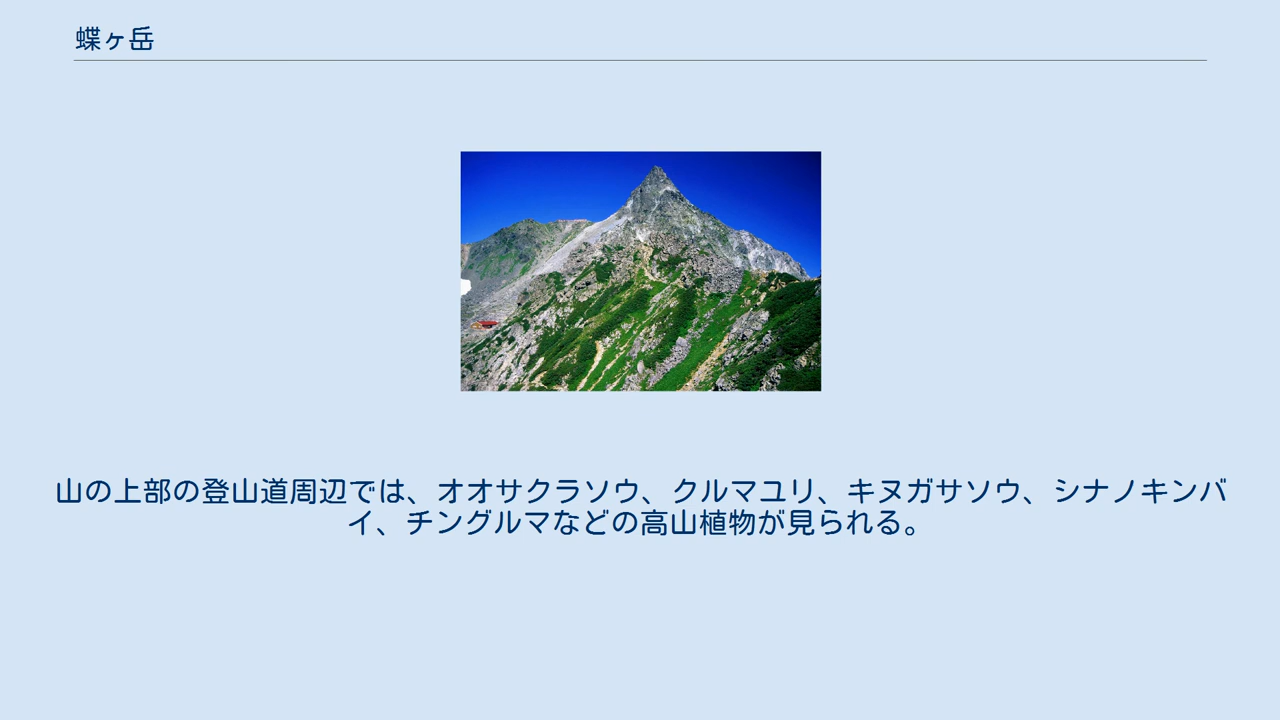 蝶ヶ岳
山の上部の登山道周辺では、オオサクラソウ、クルマユリ、キヌガサソウ、シナノキンバ
イ、チングルマなどの高山植物が見られる。